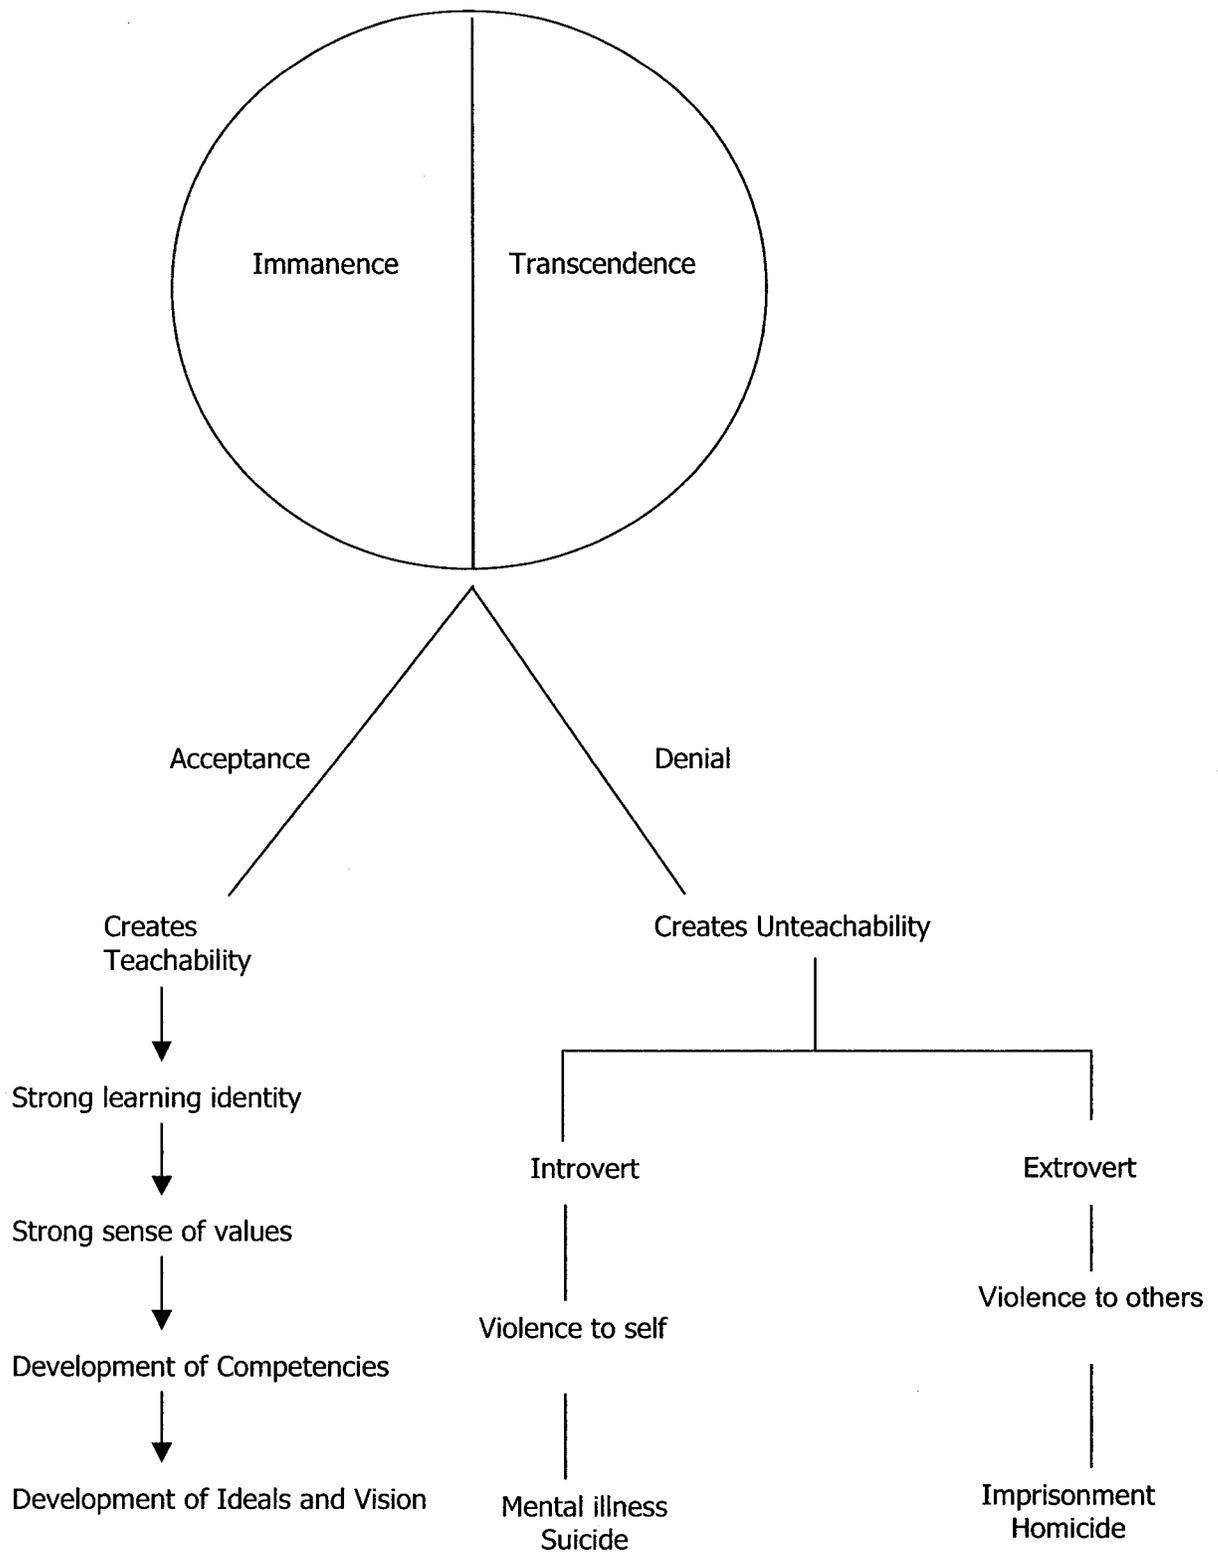 Immanence
Transcendence
Acceptance
Denial
Creates
Teachability
Strong learning identity
Strong sense of values
Development of Competencies
Development of Ideals and Vision
Creates Unteachability
Introvert
Violence to self
Mental illness
Suicide
Extrovert
Violence to others
Imprisonment
Homicide